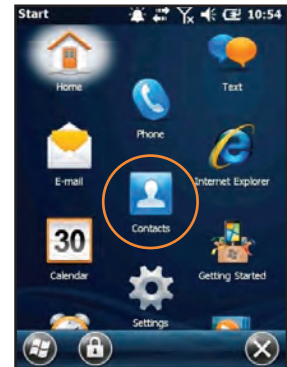 Start 10:54
Home
Text
Phone
E-mail
Internet Explorer
Contacts
30
Calendar
Getting Started
Settings